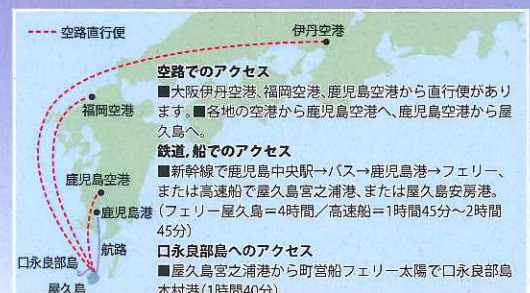 空路直行便
伊丹空港
空路でのアクセス
■大阪伊丹空港、福岡空港、鹿児島空港から直行便があり
ます。■各地の空港から鹿児島空港へ、鹿児島空港から屋
久島へ。
福岡空港
鉄道，船でのアクセス
■新幹線で鹿児島中央駅→バス→鹿児島港→フェリー、
または高速船で屋久島宮之浦港、または屋久島安房港。
（フェリー屋久島＝4時間／高速船＝1時間45分～2時間
45分）
鹿児島空港
鹿児島港
航路
口永良部島
屋久島
口永良部島へのアクセス
■屋久島宮之浦港から町営船フェリー太陽で口永良部島
本村港（1時間40分）